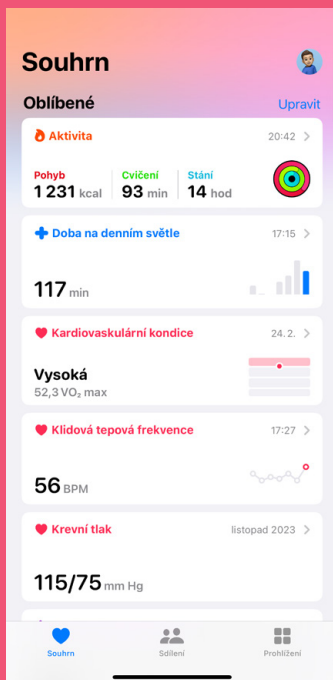 Souhrn
Oblíbené Upravit
Aktivita 20:42
Pohyb Cvičení Stání
1 231 kcal 93 min 14 hod
Doba na denním světle 17:15
117 min
Kardiovaskulární kondice 24. 2.
Vysoká
52,3 VO₂ max
Klidová tepová frekvence 17:27
56 BPM
Krevní tlak listopad 2023
115/75 mm Hg
Souhrn Sdílení Prohlížení